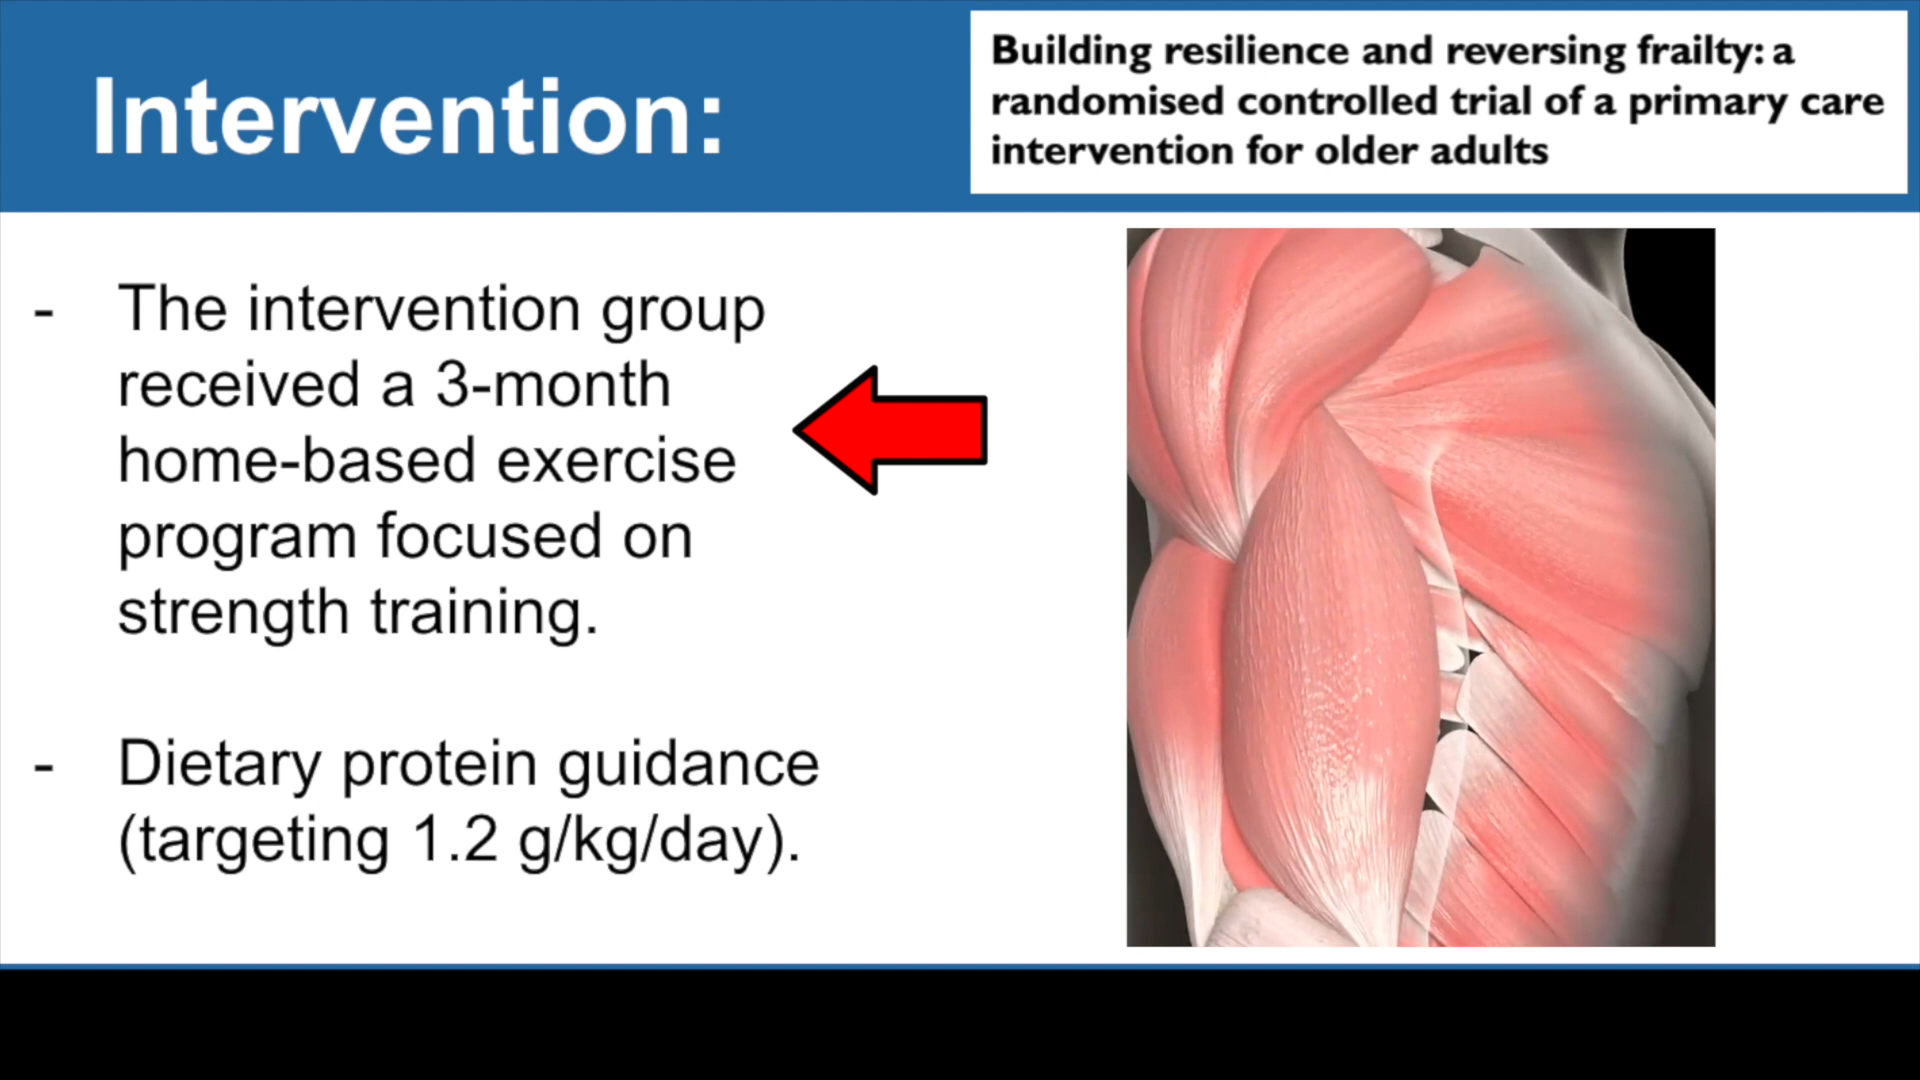 Intervention:
Building resilience and reversing frailty: a
randomised controlled trial of a primary care
intervention for older adults
- The intervention group
received a 3-month
home-based exercise
program focused on
strength training.
- Dietary protein guidance
(targeting 1.2 g/kg/day).